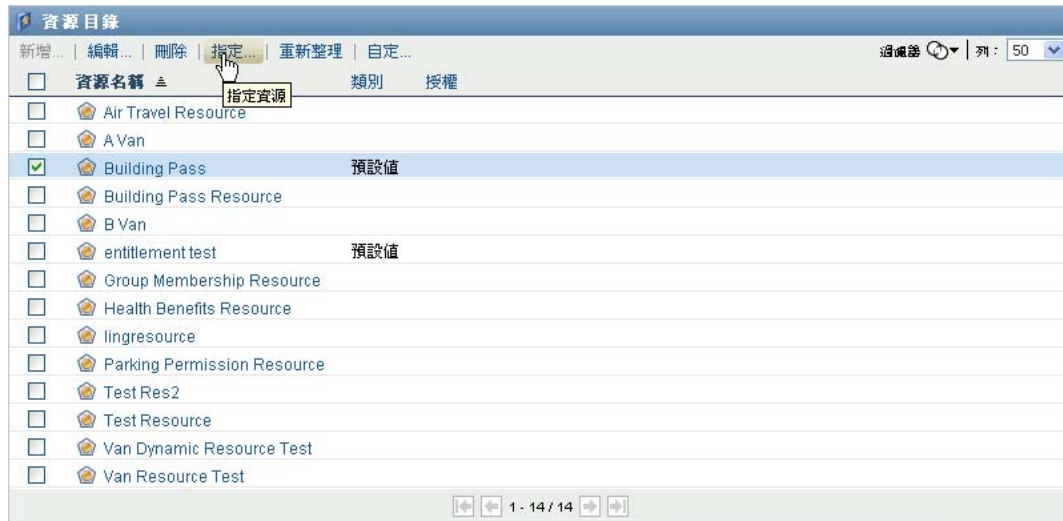 資源目錄
新增... | 編輯... | 刪除 | 指定... | 重新整理 | 自定... 過濾器 列: 50
資源名稱 類別 授權
指定資源
Air Travel Resource
A Van
Building Pass 預設值
Building Pass Resource
B Van
entitlement test 預設值
Group Membership Resource
Health Benefits Resource
lingresource
Parking Permission Resource
Test Res2
Test Resource
Van Dynamic Resource Test
Van Resource Test
1 - 14 / 14